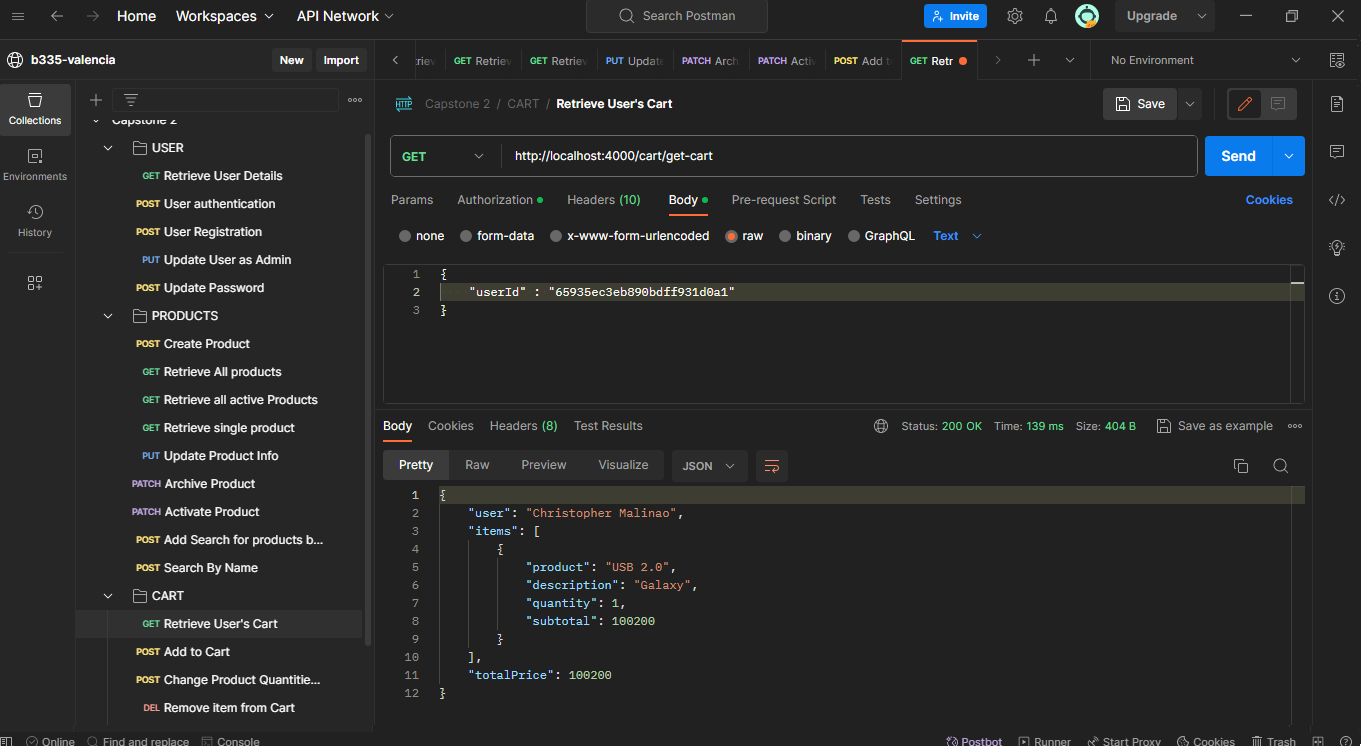 Home Workspaces API Network Search Postman Invite Upgrade
b335-valencia New Import
GET Retriev GET Retriev PUT Update PATCH Arch PATCH Activ POST Add t GET Retr No Environment
Collections
Environments
History
Capstone 2
USER
GET Retrieve User Details
POST User authentication
POST User Registration
PUT Update User as Admin
POST Update Password
PRODUCTS
POST Create Product
GET Retrieve All products
GET Retrieve all active Products
GET Retrieve single product
PUT Update Product Info
PATCH Archive Product
PATCH Activate Product
POST Add Search for products b...
POST Search By Name
CART
GET Retrieve User's Cart
POST Add to Cart
POST Change Product Quantitie...
DEL Remove item from Cart
HTTP Capstone 2 / CART / Retrieve User's Cart Save
GET http://localhost:4000/cart/get-cart Send
Params Authorization Headers (10) Body Pre-request Script Tests Settings Cookies
none form-data x-www-form-urlencoded raw binary GraphQL Text
1 {
2 "userId" : "65935ec3eb890bdff931d0a1"
3 }
Body Cookies Headers (8) Test Results Status: 200 OK Time: 139 ms Size: 404 B Save as example
Pretty Raw Preview Visualize JSON
1 {
2 "user": "Christopher Malinao",
3 "items": [
4 {
5 "product": "USB 2.0",
6 "description": "Galaxy",
7 "quantity": 1,
8 "subtotal": 100200
9 }
10 ],
11 "totalPrice": 100200
12 }
Online Find and replace Console Postbot Runner Start Proxy Cookies Trash